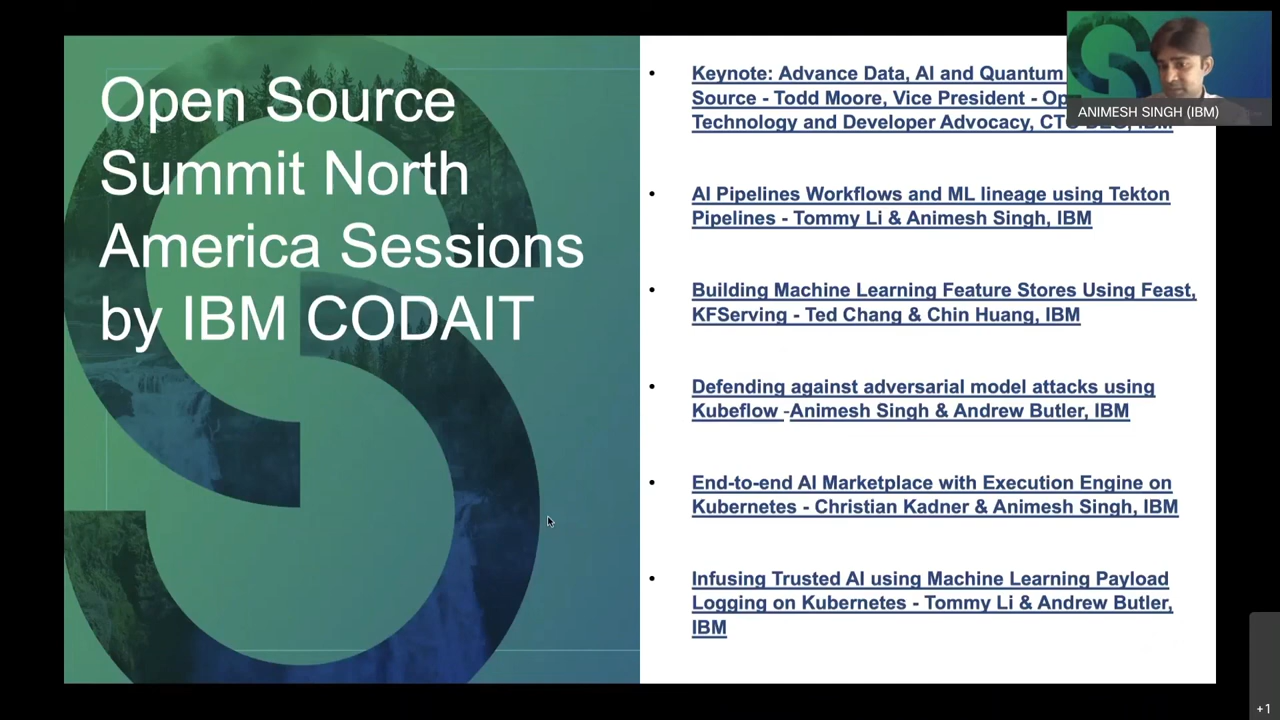 Open Source
Summit North
America Sessions
by IBM CODAIT
Keynote: Advance Data, AI and Quantum
Source - Todd Moore, Vice President - Op
Technology and Developer Advocacy, CTO DEG, IBM
AI Pipelines Workflows and ML lineage using Tekton
Pipelines - Tommy Li & Animesh Singh, IBM
Building Machine Learning Feature Stores Using Feast,
KFServing - Ted Chang & Chin Huang, IBM
Defending against adversarial model attacks using
Kubeflow -Animesh Singh & Andrew Butler, IBM
End-to-end AI Marketplace with Execution Engine on
Kubernetes - Christian Kadner & Animesh Singh, IBM
Infusing Trusted AI using Machine Learning Payload
Logging on Kubernetes - Tommy Li & Andrew Butler,
IBM
ANIMESH SINGH (IBM)
+1